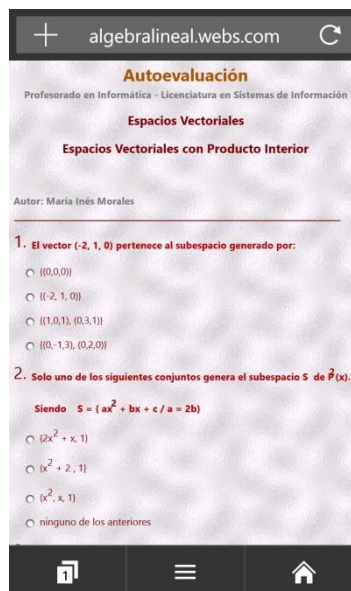 algebralineal.webs.com
Autoevaluación
Profesorado en Informática - Licenciatura en Sistemas de Información
Espacios Vectoriales
Espacios Vectoriales con Producto Interior
Autor: María Inés Morales
1. El vector (-2, 1, 0) pertenece al subespacio generado por:
{(0,0,0)}
{(-2, 1, 0)}
{(1,0,1), (0,3,1)}
{(0,-1,3), (0,2,0)}
2. Solo uno de los siguientes conjuntos genera el subespacio S de P²(x).
Siendo S = { ax² + bx + c / a = 2b}
{2x² + x, 1}
{x² + 2 , 1}
{x², x, 1}
ninguno de los anteriores
1